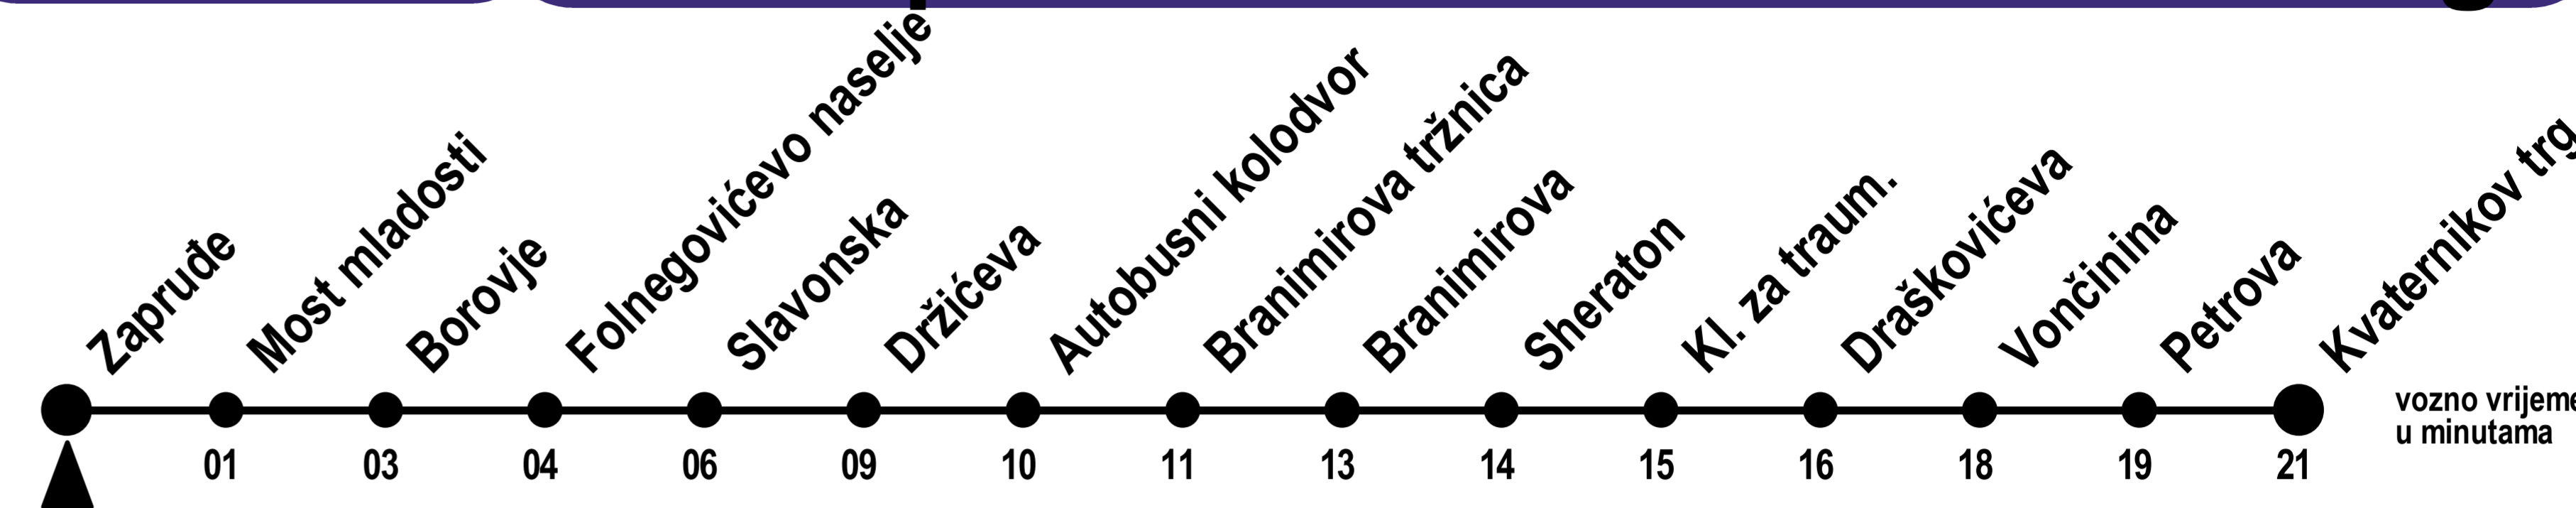 Zapruđe
Most mladosti
Borovje
Folnegovićevo naselje
Slavonska
Držićeva
Autobusni kolodvor
Branimirova tržnica
Branimirova
Sheraton
Kl. za traum.
Draškovićeva
Vončinina
Petrova
Kvaternikov trg
01 03 04 06 09 10 11 13 14 15 16 18 19 21
vozno vrijeme
u minutama